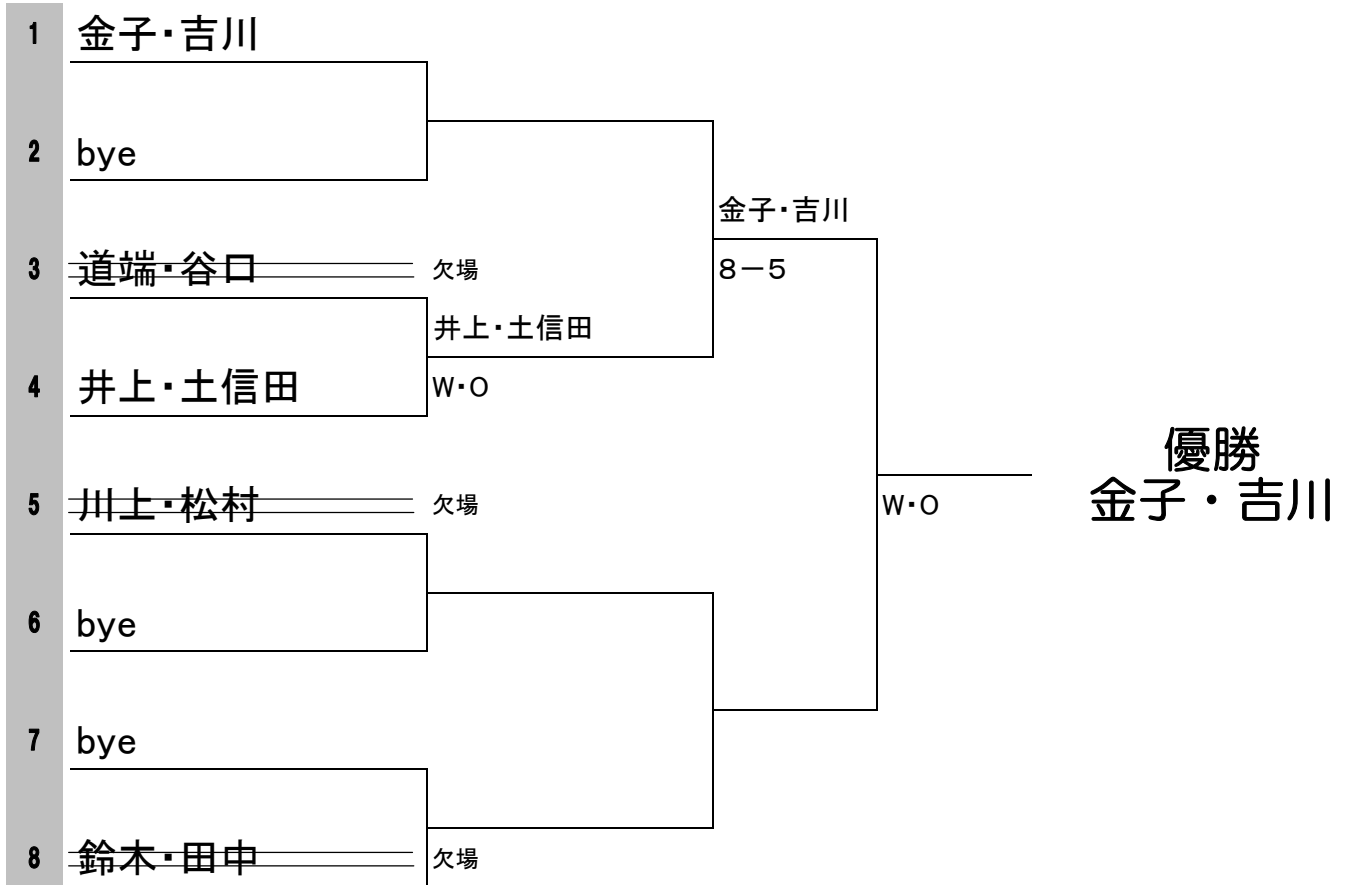 1 金子・吉川
2 bye
金子・吉川
3 道端・谷口 欠場 8－5
井上・土信田
4 井上・土信田 W・O
優勝
5 川上・松村 欠場 W・O 金子・吉川
6 bye
7 bye
8 鈴木・田中 欠場